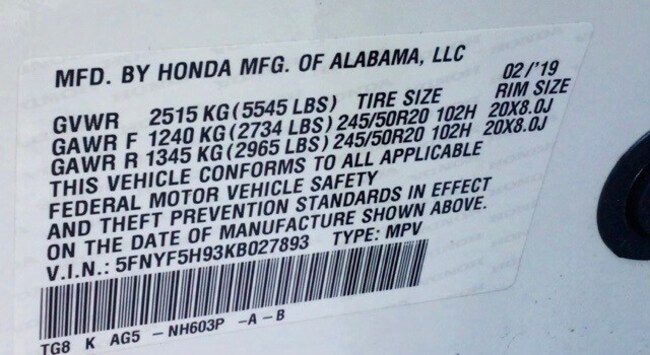 MFD. BY HONDA MFG. OF ALABAMA, LLC 02/'19
GVWR 2515 KG (5545 LBS) TIRE SIZE RIM SIZE
GAWR F 1240 KG (2734 LBS) 245/50R20 102H 20X8.0J
GAWR R 1345 KG (2965 LBS) 245/50R20 102H 20X8.0J
THIS VEHICLE CONFORMS TO ALL APPLICABLE
FEDERAL MOTOR VEHICLE SAFETY
AND THEFT PREVENTION STANDARDS IN EFFECT
ON THE DATE OF MANUFACTURE SHOWN ABOVE.
V.I.N.: 5FNYF5H93KB027893 TYPE: MPV
TG8 K AG5 – NH603P –A – B